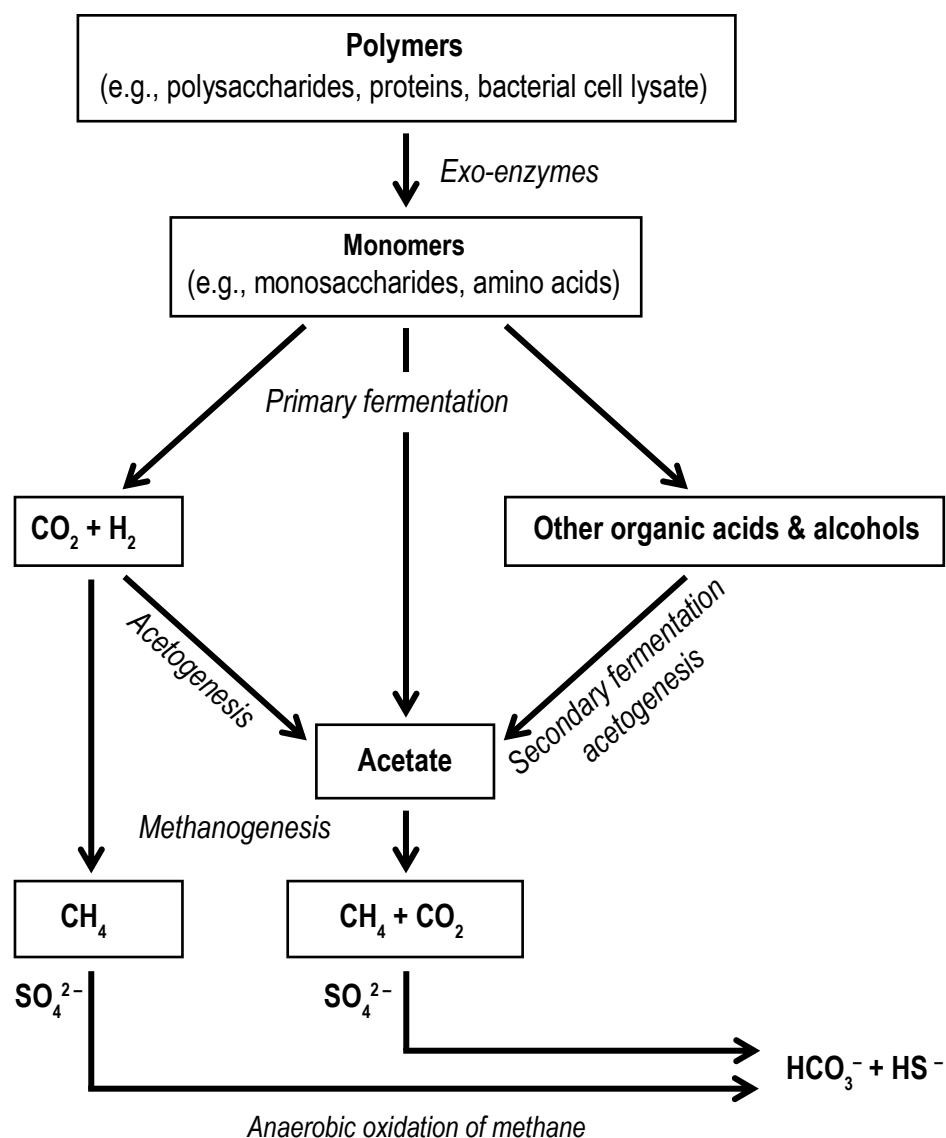 Polymers
(e.g., polysaccharides, proteins, bacterial cell lysate)
Exo-enzymes
Monomers
(e.g., monosaccharides, amino acids)
Primary fermentation
CO₂ + H₂
Other organic acids & alcohols
Acetogenesis
Secondary fermentation
acetogenesis
Acetate
Methanogenesis
CH₄
CH₄ + CO₂
SO₄²⁻
SO₄²⁻
HCO₃⁻ + HS⁻
Anaerobic oxidation of methane